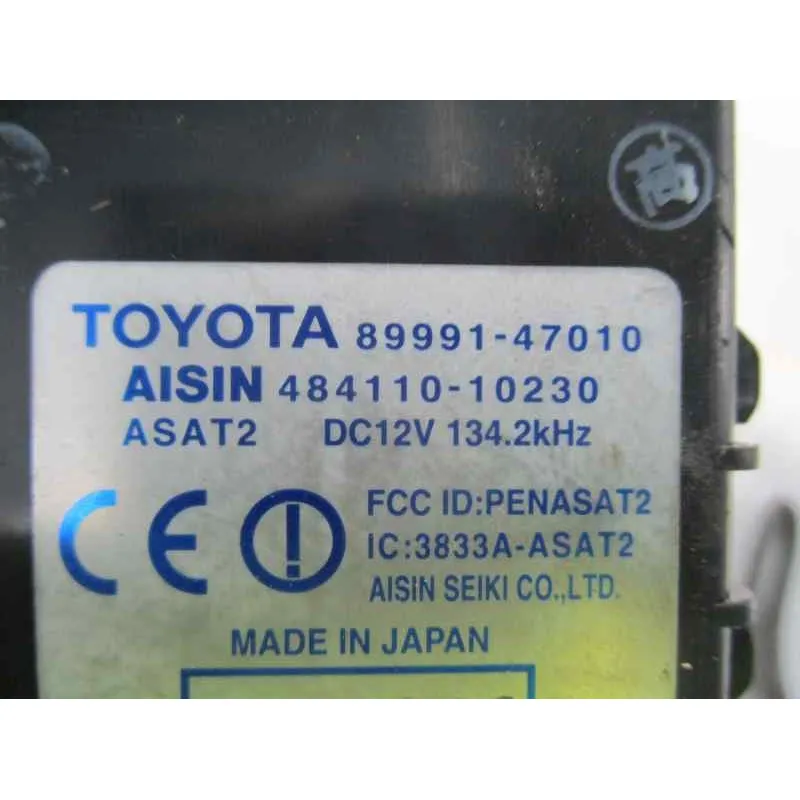 TOYOTA 89991-47010
AISIN 484110-10230
ASAT2 DC12V 134.2kHz
CE
FCC ID:PENASAT2
IC:3833A-ASAT2
AISIN SEIKI CO.,LTD.
MADE IN JAPAN